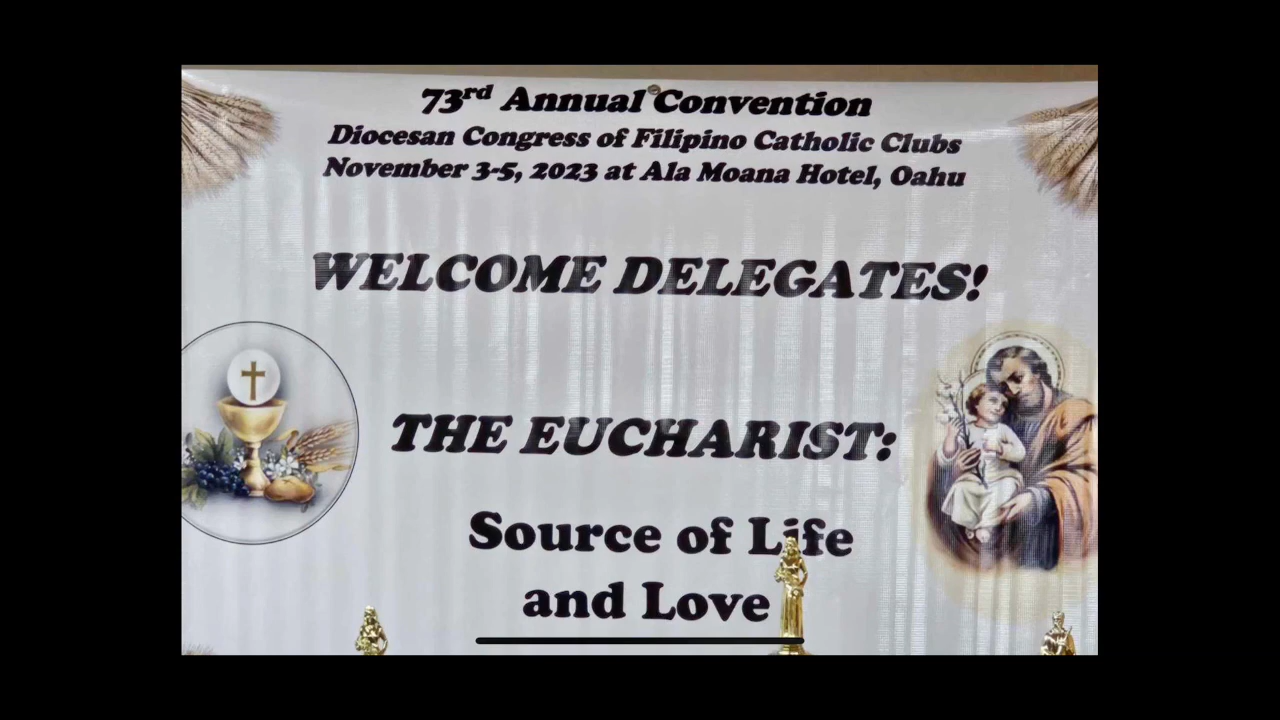 73rd Annual Convention
Diocesan Congress of Filipino Catholic Clubs
November 3-5, 2023 at Ala Moana Hotel, Oahu
WELCOME DELEGATES!
THE EUCHARIST:
Source of Life
and Love